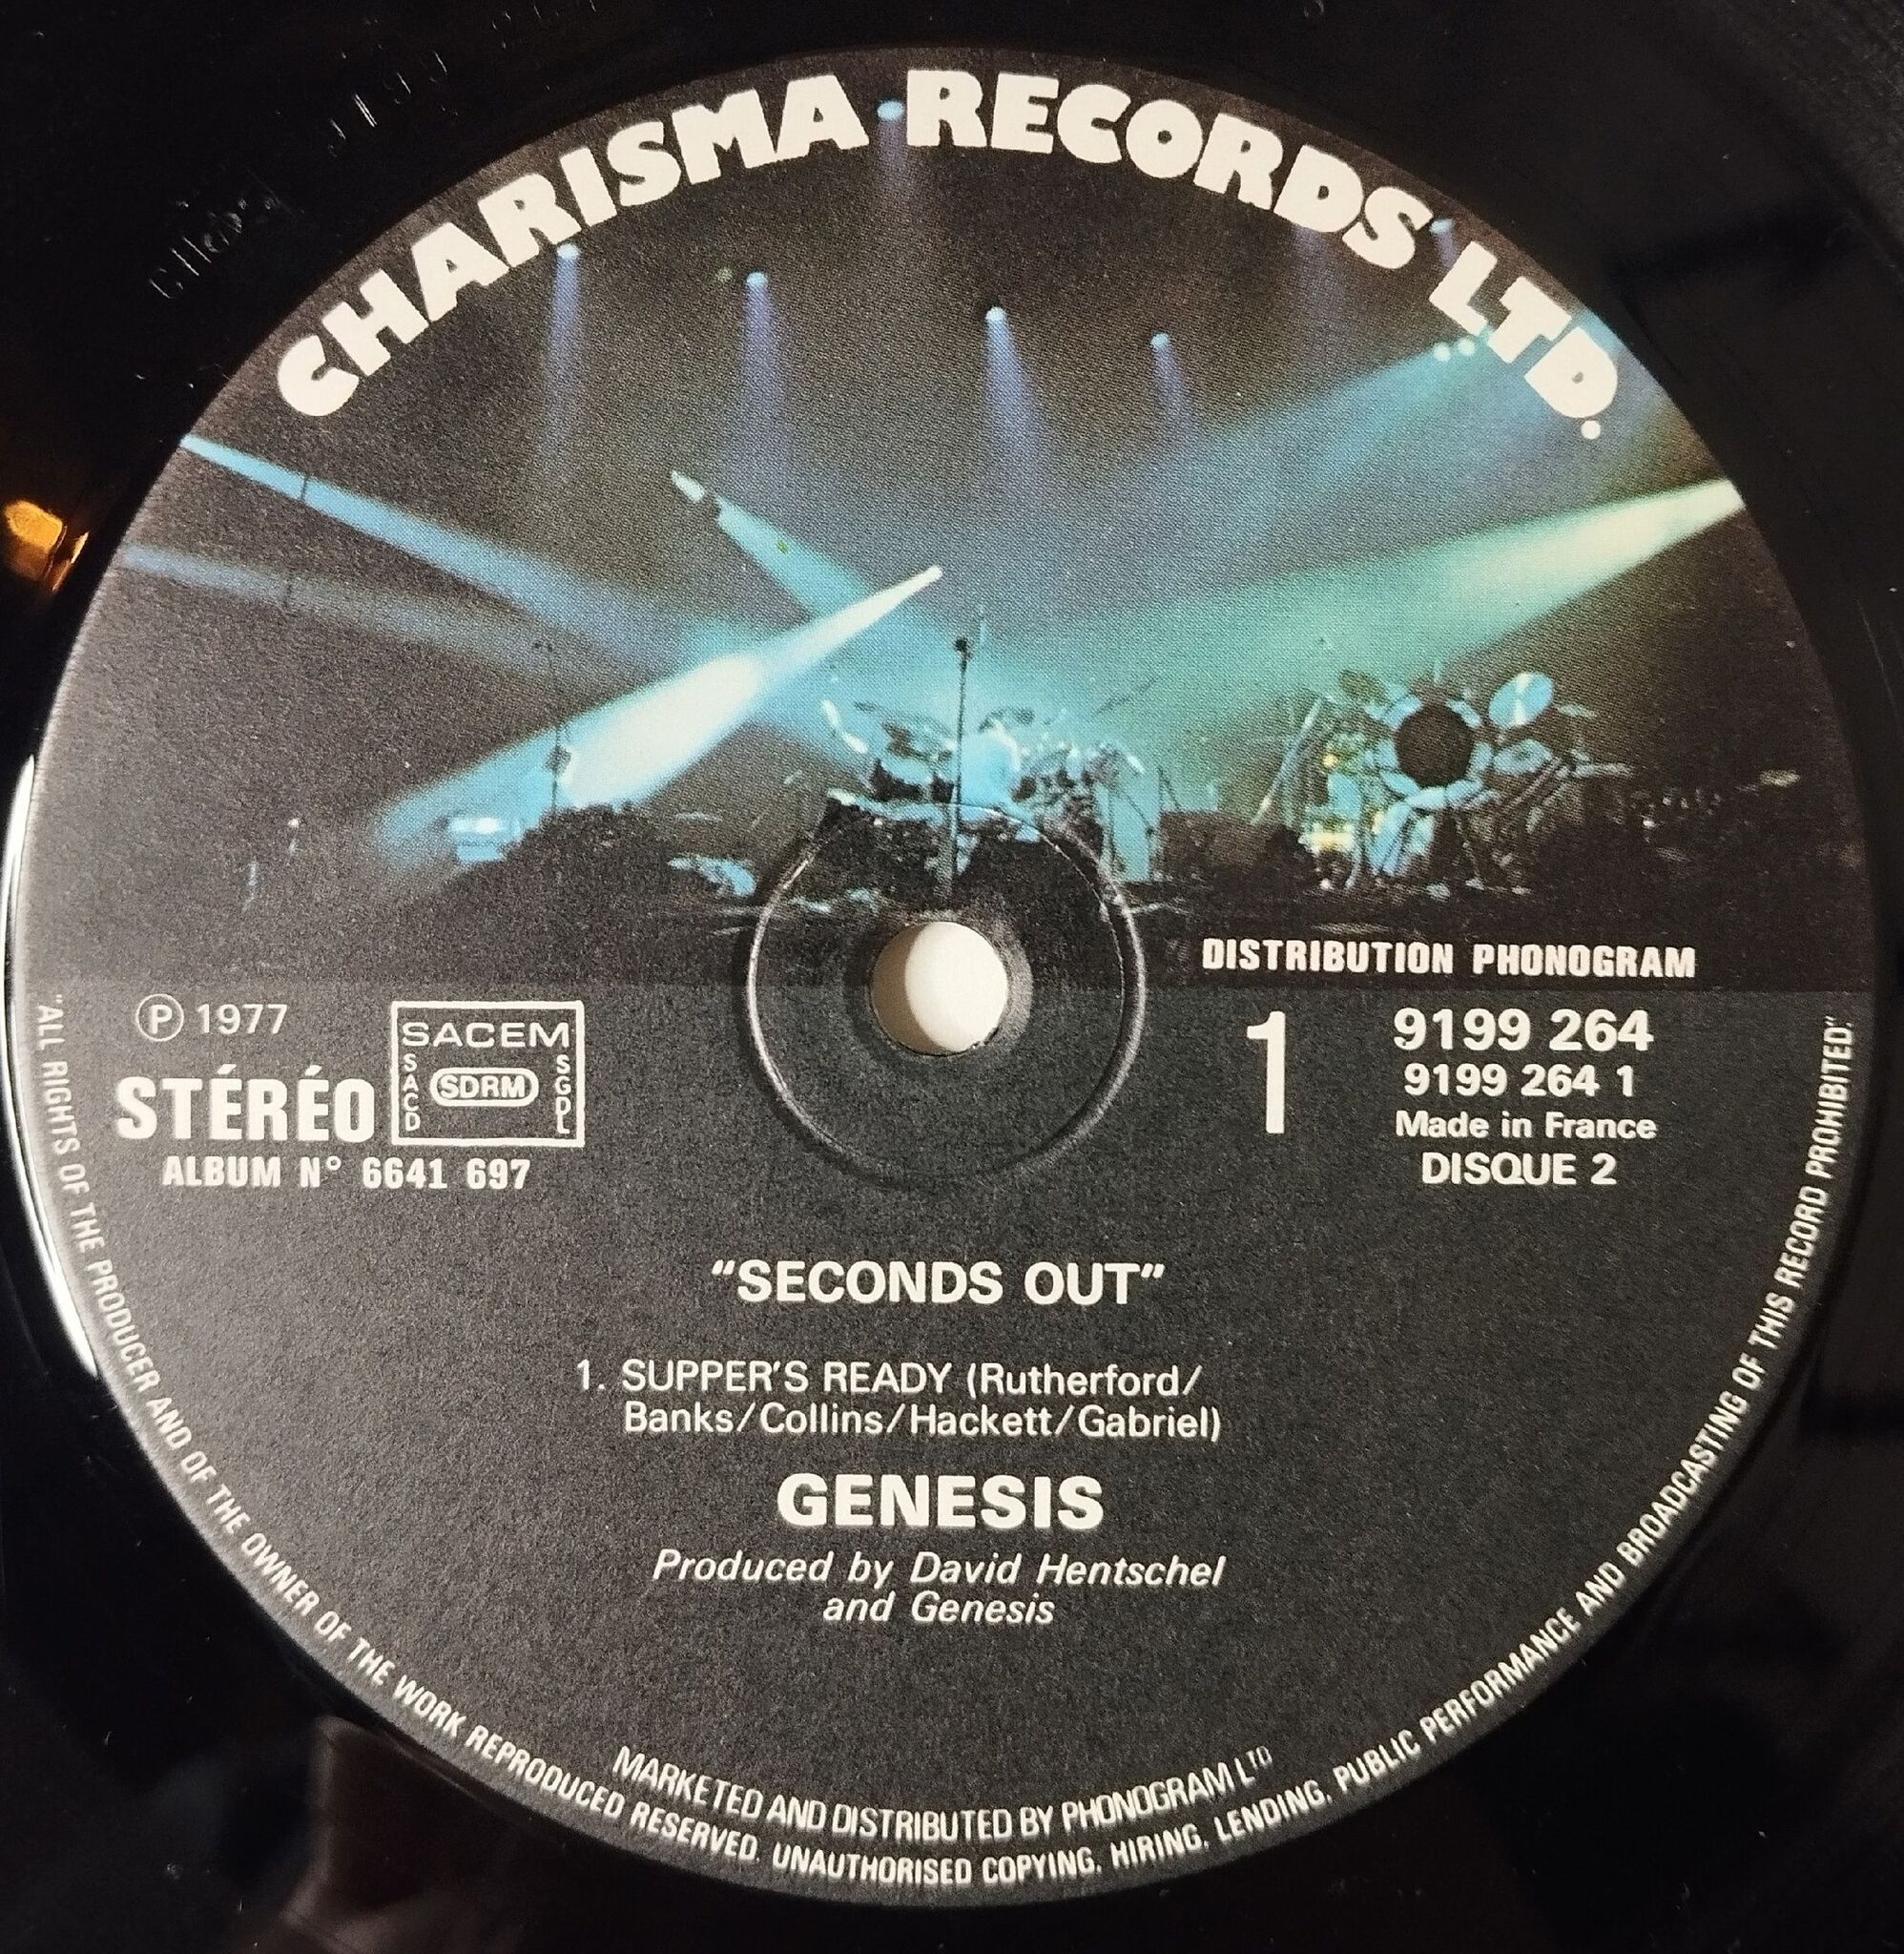 CHARISMA RECORDS LTD.
DISTRIBUTION PHONOGRAM
Ⓟ 1977
SACEM
SACD
SDRM
SGDL
STÉRÉO
ALBUM N° 6641 697
1
9199 264
9199 264 1
Made in France
DISQUE 2
“SECONDS OUT”
1. SUPPER'S READY (Rutherford/
Banks/Collins/Hackett/Gabriel)
GENESIS
Produced by David Hentschel
and Genesis
MARKETED AND DISTRIBUTED BY PHONOGRAM LTD
"ALL RIGHTS OF THE PRODUCER AND OF THE OWNER OF THE WORK REPRODUCED RESERVED. UNAUTHORISED COPYING, HIRING, LENDING, PUBLIC PERFORMANCE AND BROADCASTING OF THIS RECORD PROHIBITED."